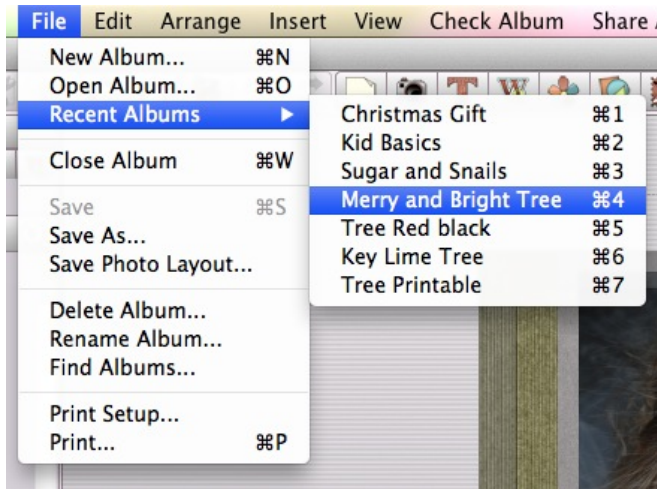 File Edit Arrange Insert View Check Album Share
New Album... ⌘N
Open Album... ⌘O
Recent Albums ▶
Close Album ⌘W
Save ⌘S
Save As...
Save Photo Layout...
Delete Album...
Rename Album...
Find Albums...
Print Setup...
Print... ⌘P
Christmas Gift ⌘1
Kid Basics ⌘2
Sugar and Snails ⌘3
Merry and Bright Tree ⌘4
Tree Red black ⌘5
Key Lime Tree ⌘6
Tree Printable ⌘7
T W